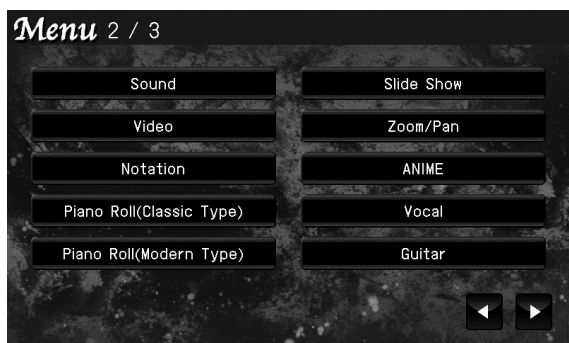 Menu 2 / 3
Sound
Slide Show
Video
Zoom/Pan
Notation
ANIME
Piano Roll(Classic Type)
Vocal
Piano Roll(Modern Type)
Guitar